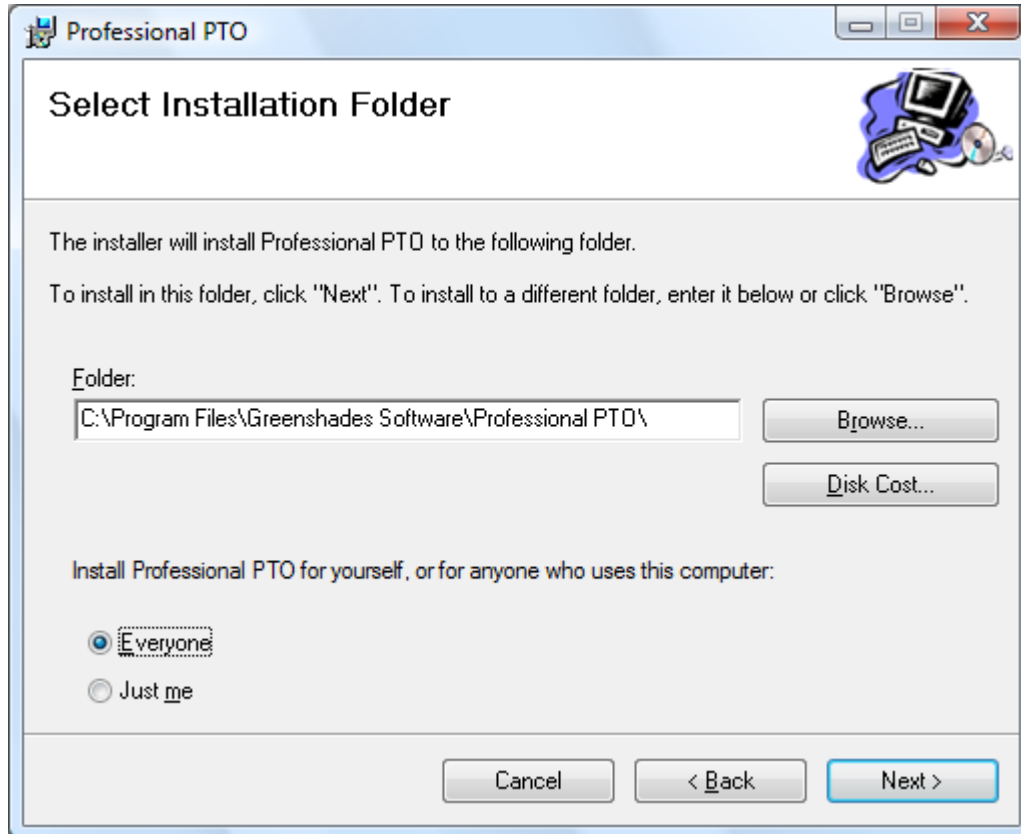 Professional PTO
Select Installation Folder
The installer will install Professional PTO to the following folder.
To install in this folder, click "Next". To install to a different folder, enter it below or click "Browse".
Folder:
C:\Program Files\Greenshades Software\Professional PTO\
Browse...
Disk Cost...
Install Professional PTO for yourself, or for anyone who uses this computer:
Everyone
Just me
Cancel
< Back
Next >